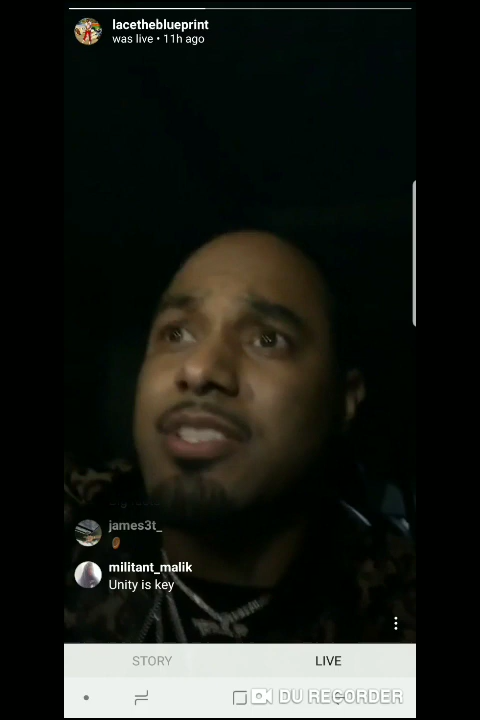 lacetheblueprint
was live • 11h ago
james3t_
militant_malik
Unity is key
STORY
LIVE
DU RECORDER